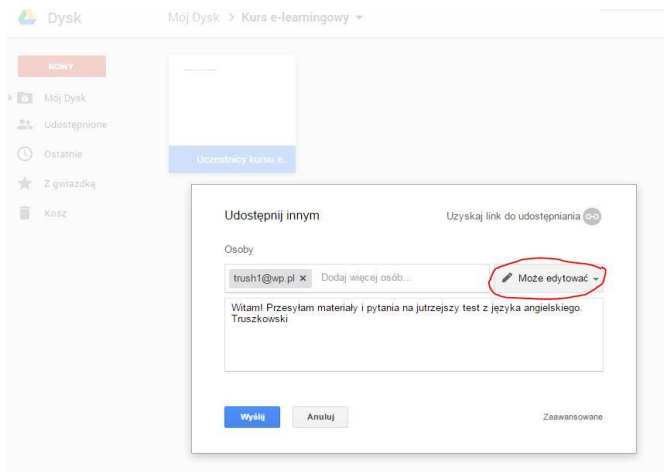 Dysk
Mój Dysk > Kurs e-learningowy
NOWY
Mój Dysk
Udostępnione
Ostatnie
Z gwiazdką
Kosz
Uczestnicy kursu e...
Udostępnij innym
Uzyskaj link do udostępniania
Osoby
trush1@wp.pl × Dodaj więcej osób...
Może edytować
Witam! Przesyłam materiały i pytania na jutrzejszy test z języka angielskiego.
Truszkowski
Wyślij
Anuluj
Zaawansowane